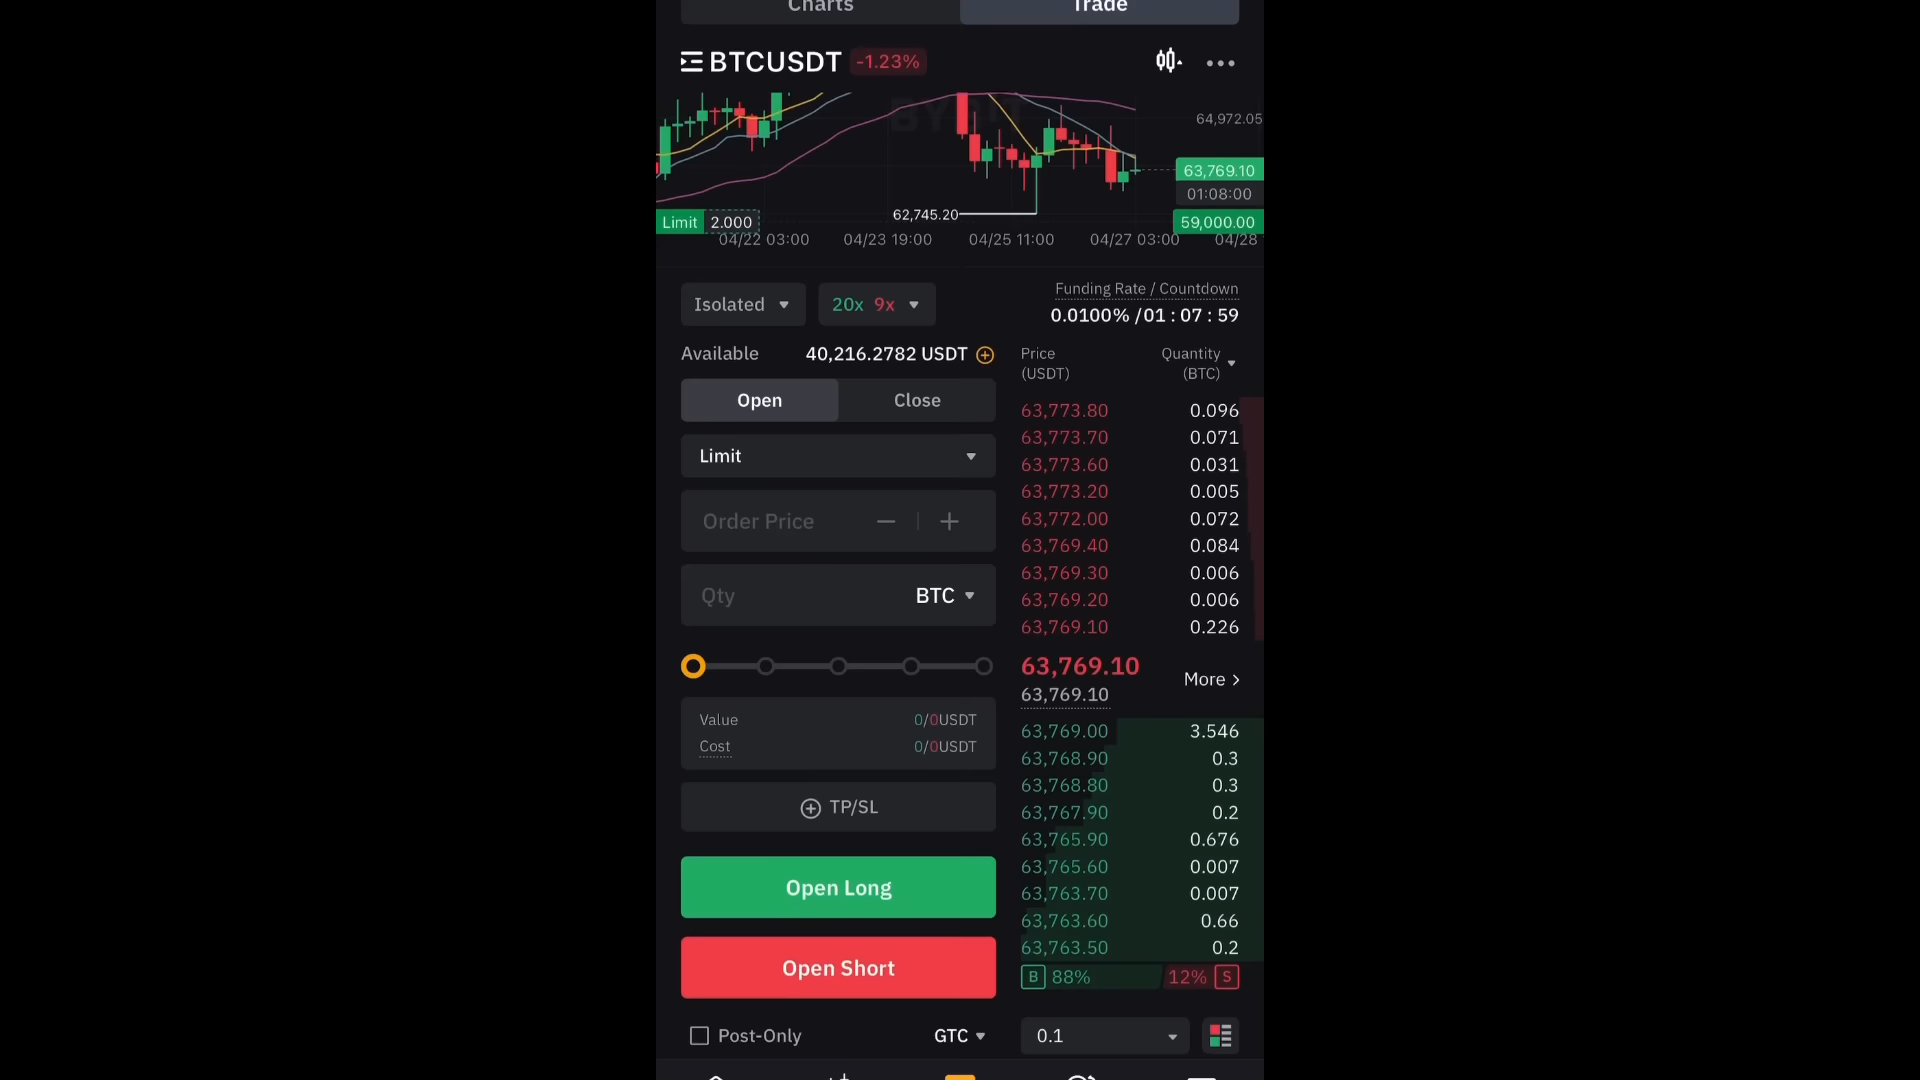 Charts Trade
BTCUSDT -1.23%
BYBIT
64,972.05
63,769.10
01:08:00
62,745.20
Limit 2.000 59,000.00
04/22 03:00 04/23 19:00 04/25 11:00 04/27 03:00 04/28
Isolated 20x 9x
Funding Rate / Countdown
0.0100% /01 : 07 : 59
Available 40,216.2782 USDT
Open Close
Limit
Order Price
Qty BTC
Value 0/0USDT
Cost 0/0USDT
TP/SL
Open Long
Open Short
Post-Only GTC
Price Quantity
(USDT) (BTC)
63,773.80 0.096
63,773.70 0.071
63,773.60 0.031
63,773.20 0.005
63,772.00 0.072
63,769.40 0.084
63,769.30 0.006
63,769.20 0.006
63,769.10 0.226
63,769.10
63,769.10
More
63,769.00 3.546
63,768.90 0.3
63,768.80 0.3
63,767.90 0.2
63,765.90 0.676
63,765.60 0.007
63,763.70 0.007
63,763.60 0.66
63,763.50 0.2
B 88% 12% S
0.1